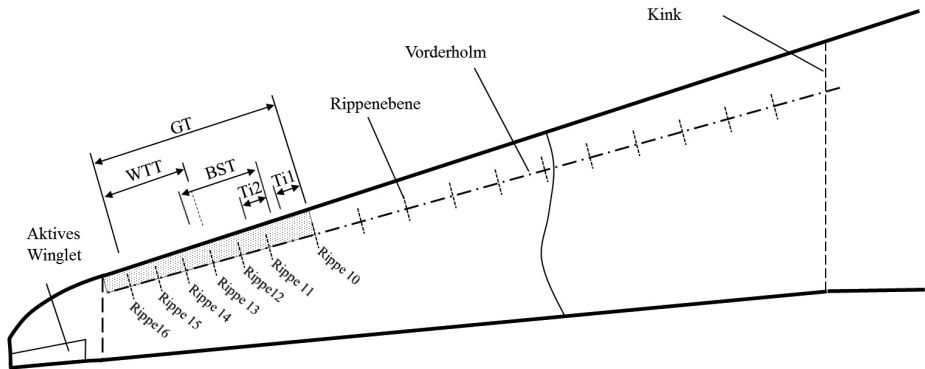 Kink
Vorderholm
Rippenebene
GT
WTT
BST
Ti2
Ti1
Aktives
Winglet
Rippe16
Rippe 15
Rippe 14
Rippe 13
Rippe12
Rippe 11
Rippe 10